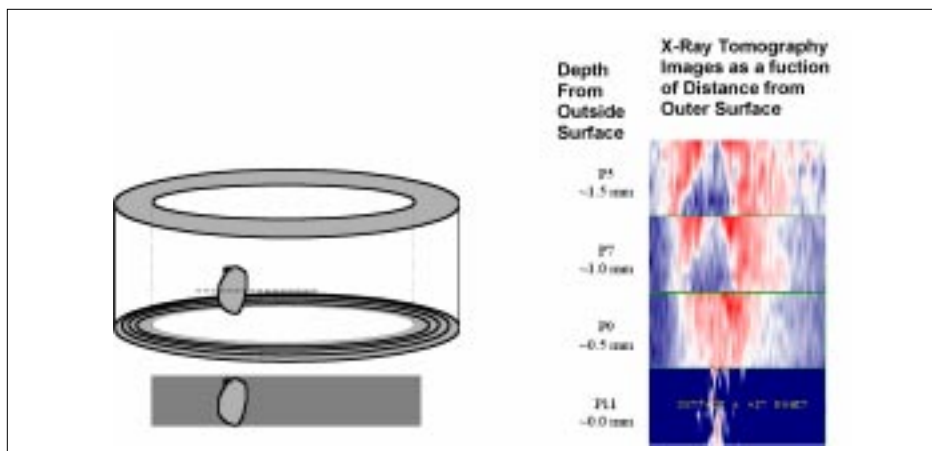 X-Ray Tomography
Images as a fuction
of Distance from
Outer Surface
Depth
From
Outside
Surface
P5
~1.5 mm
P7
~1.0 mm
~0.5 mm
P11
~0.0 mm